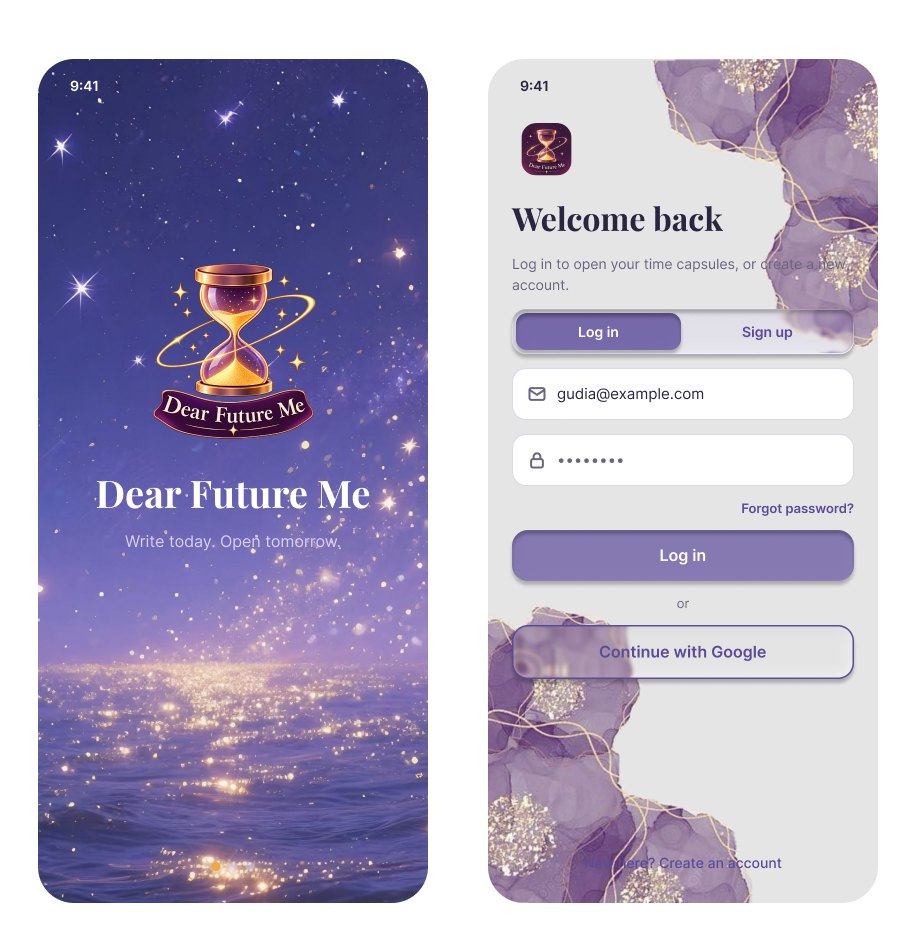 9:41
Dear Future Me
Dear Future Me
Write today. Open tomorrow.
9:41
Dear Future Me
Welcome back
Log in to open your time capsules, or create a new
account.
Log in
Sign up
gudia@example.com
••••••••
Forgot password?
Log in
or
Continue with Google
New here? Create an account